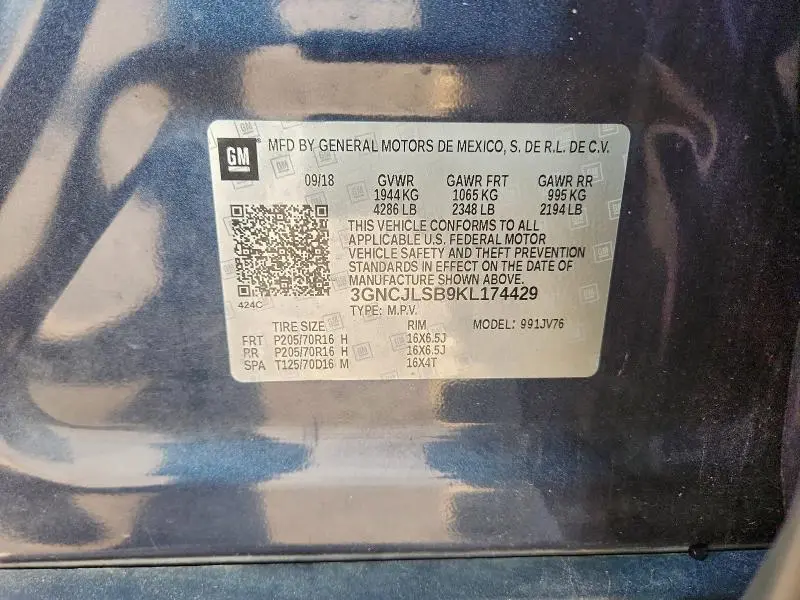 GM MFD BY GENERAL MOTORS DE MEXICO, S. DE R.L. DE C.V.
09/18 GVWR GAWR FRT GAWR RR
1944 KG 1065 KG 995 KG
4286 LB 2348 LB 2194 LB
THIS VEHICLE CONFORMS TO ALL
APPLICABLE U.S. FEDERAL MOTOR
VEHICLE SAFETY AND THEFT PREVENTION
STANDARDS IN EFFECT ON THE DATE OF
MANUFACTURE SHOWN ABOVE.
424C 3GNCJLSB9KL174429
TYPE: M.P.V.
TIRE SIZE RIM MODEL: 991JV76
FRT P205/70R16 H 16X6.5J
RR P205/70R16 H 16X6.5J
SPA T125/70D16 M 16X4T